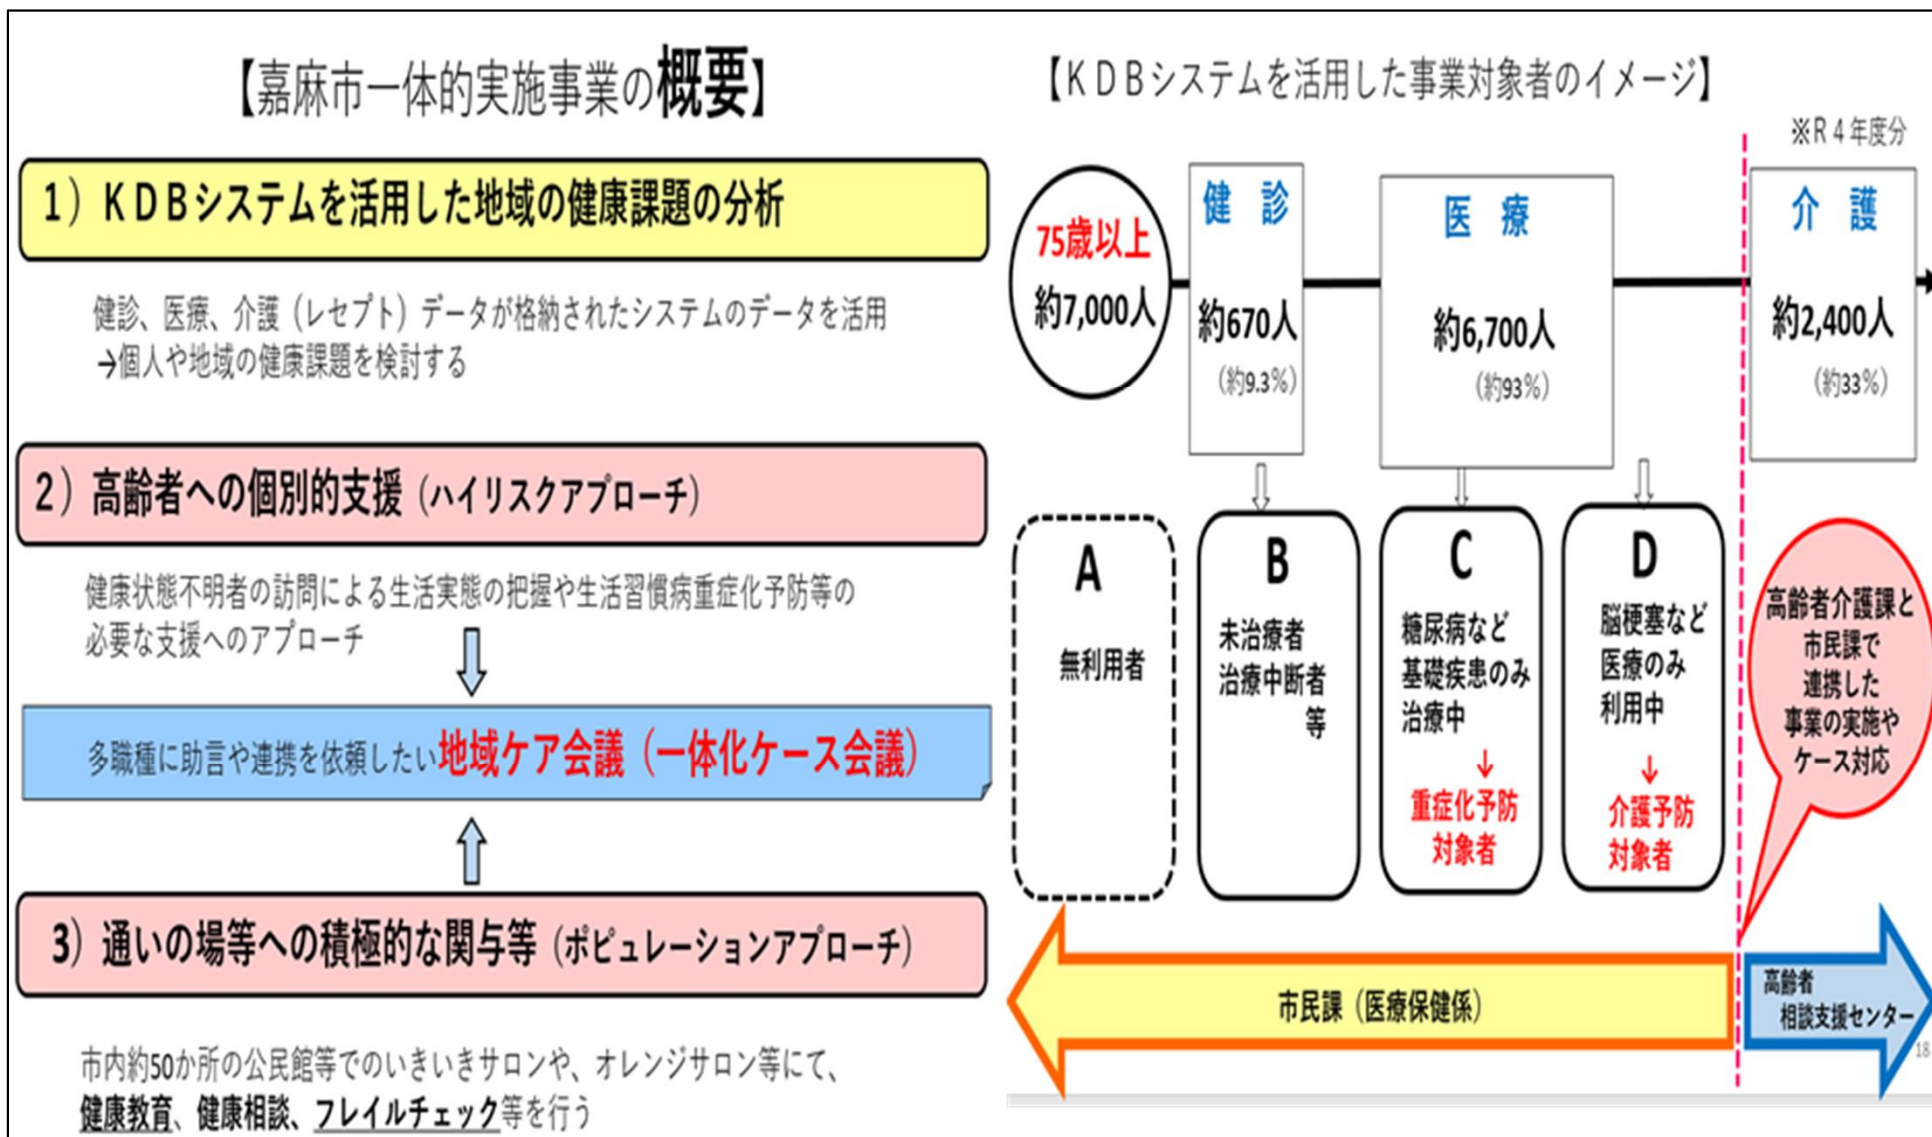 【嘉麻市一体的実施事業の概要】
1）ＫＤＢシステムを活用した地域の健康課題の分析
健診、医療、介護（レセプト）データが格納されたシステムのデータを活用
→個人や地域の健康課題を検討する
2）高齢者への個別的支援（ハイリスクアプローチ）
健康状態不明者の訪問による生活実態の把握や生活習慣病重症化予防等の
必要な支援へのアプローチ
多職種に助言や連携を依頼したい地域ケア会議（一体化ケース会議）
3）通いの場等への積極的な関与等（ポピュレーションアプローチ）
市内約50か所の公民館等でのいきいきサロンや、オレンジサロン等にて、
健康教育、健康相談、フレイルチェック等を行う
【ＫＤＢシステムを活用した事業対象者のイメージ】
※Ｒ４年度分
75歳以上
約7,000人
健　診
約670人
（約9.3%）
医　療
約6,700人
（約93%）
介　護
約2,400人
（約33%）
A
無利用者
B
未治療者
治療中断者
等
C
糖尿病など
基礎疾患のみ
治療中
↓
重症化予防
対象者
D
脳梗塞など
医療のみ
利用中
↓
介護予防
対象者
高齢者介護課と
市民課で
連携した
事業の実施や
ケース対応
市民課（医療保健係）
高齢者
相談支援センター
18